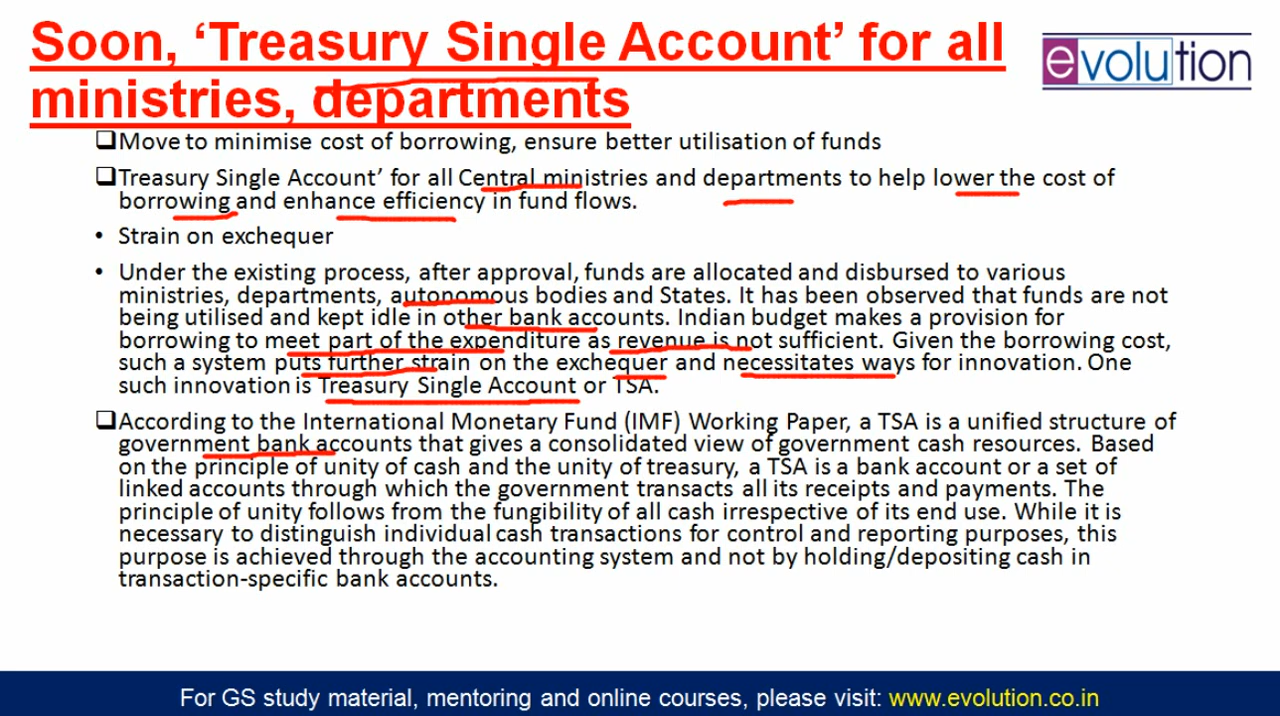 Soon, ‘Treasury Single Account’ for all
ministries, departments
evolution
Move to minimise cost of borrowing, ensure better utilisation of funds
Treasury Single Account’ for all Central ministries and departments to help lower the cost of
borrowing and enhance efficiency in fund flows.
• Strain on exchequer
• Under the existing process, after approval, funds are allocated and disbursed to various
ministries, departments, autonomous bodies and States. It has been observed that funds are not
being utilised and kept idle in other bank accounts. Indian budget makes a provision for
borrowing to meet part of the expenditure as revenue is not sufficient. Given the borrowing cost,
such a system puts further strain on the exchequer and necessitates ways for innovation. One
such innovation is Treasury Single Account or TSA.
According to the International Monetary Fund (IMF) Working Paper, a TSA is a unified structure of
government bank accounts that gives a consolidated view of government cash resources. Based
on the principle of unity of cash and the unity of treasury, a TSA is a bank account or a set of
linked accounts through which the government transacts all its receipts and payments. The
principle of unity follows from the fungibility of all cash irrespective of its end use. While it is
necessary to distinguish individual cash transactions for control and reporting purposes, this
purpose is achieved through the accounting system and not by holding/depositing cash in
transaction-specific bank accounts.
For GS study material, mentoring and online courses, please visit: www.evolution.co.in